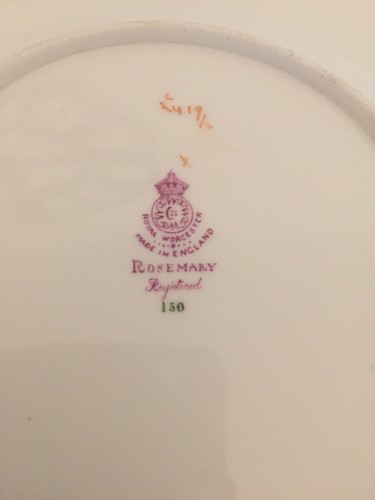 ROYAL WORCESTER
MADE IN ENGLAND
ROSEMARY
Registered
150